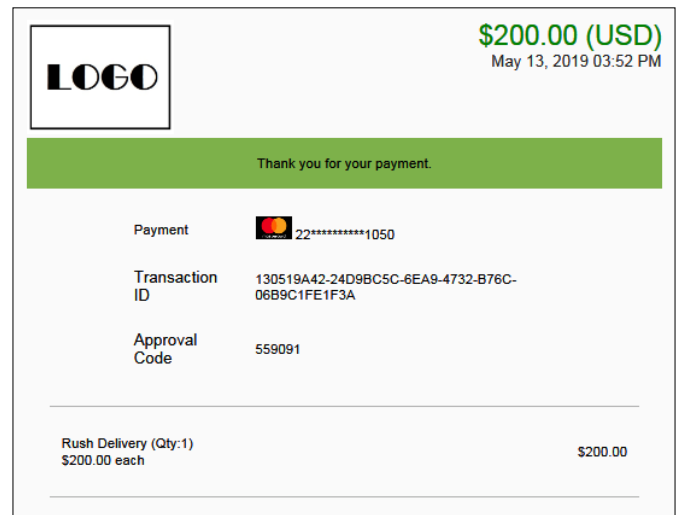 LOGO
$200.00 (USD)
May 13, 2019 03:52 PM
Thank you for your payment.
Payment
22**********1050
Transaction
ID
130519A42-24D9BC5C-6EA9-4732-B76C-
06B9C1FE1F3A
Approval
Code
559091
Rush Delivery (Qty:1)
$200.00 each
$200.00